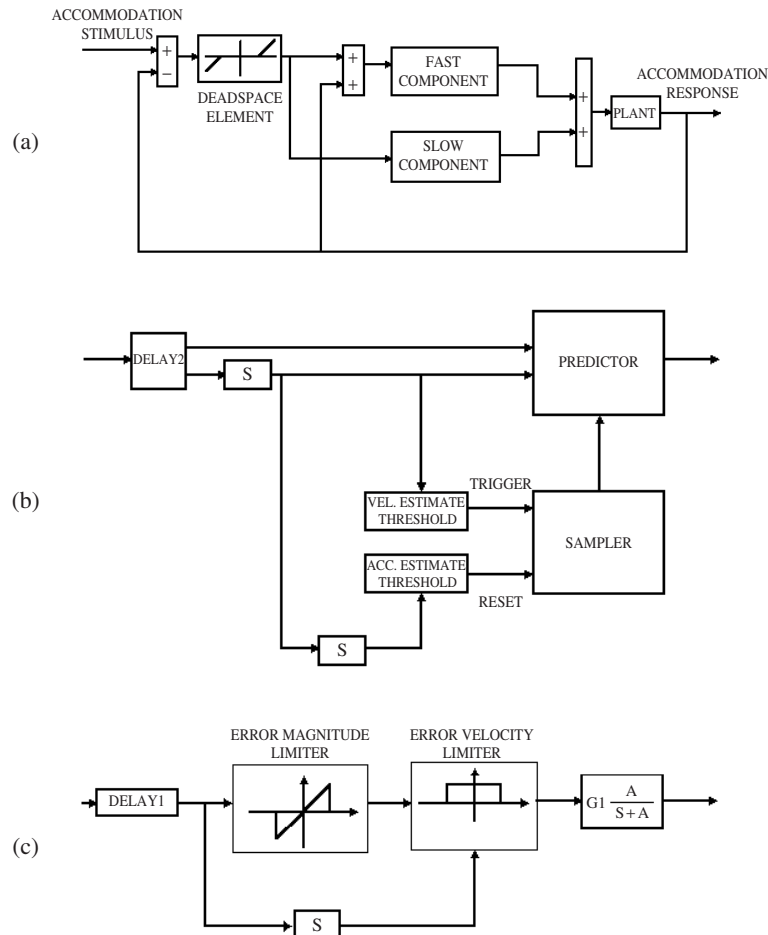 ACCOMMODATION
STIMULUS
+
−
DEADSPACE
ELEMENT
+
+
FAST
COMPONENT
SLOW
COMPONENT
+
+
PLANT
ACCOMMODATION
RESPONSE
(a)
DELAY2
S
PREDICTOR
VEL. ESTIMATE
THRESHOLD
TRIGGER
SAMPLER
ACC. ESTIMATE
THRESHOLD
RESET
S
(b)
ERROR MAGNITUDE
LIMITER
ERROR VELOCITY
LIMITER
DELAY1
G1 A
S+A
S
(c)